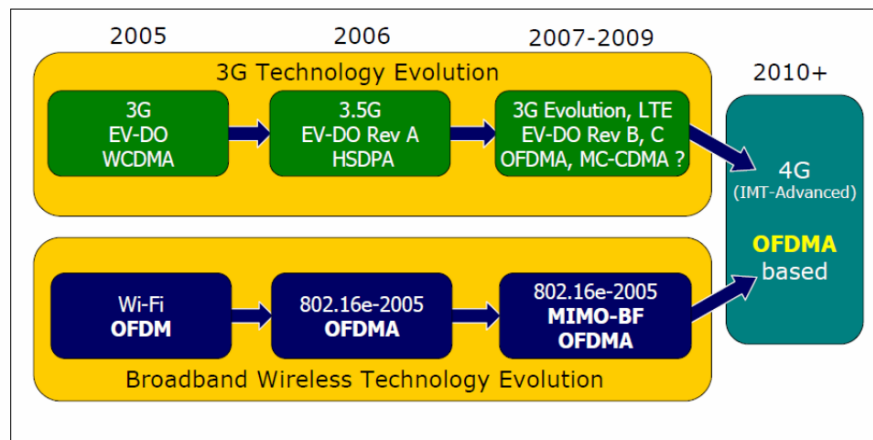 2005
2006
2007-2009
2010+
3G Technology Evolution
3G
EV-DO
WCDMA
3.5G
EV-DO Rev A
HSDPA
3G Evolution, LTE
EV-DO Rev B, C
OFDMA, MC-CDMA ?
4G
(IMT-Advanced)
OFDMA
based
Wi-Fi
OFDM
802.16e-2005
OFDMA
802.16e-2005
MIMO-BF
OFDMA
Broadband Wireless Technology Evolution